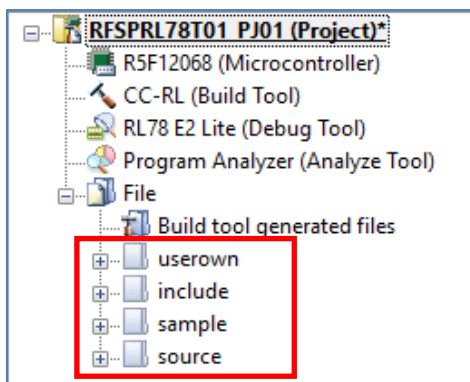 RFSPRL78T01_PJ01 (Project)*
R5F12068 (Microcontroller)
CC-RL (Build Tool)
RL78 E2 Lite (Debug Tool)
Program Analyzer (Analyze Tool)
File
Build tool generated files
userown
include
sample
source